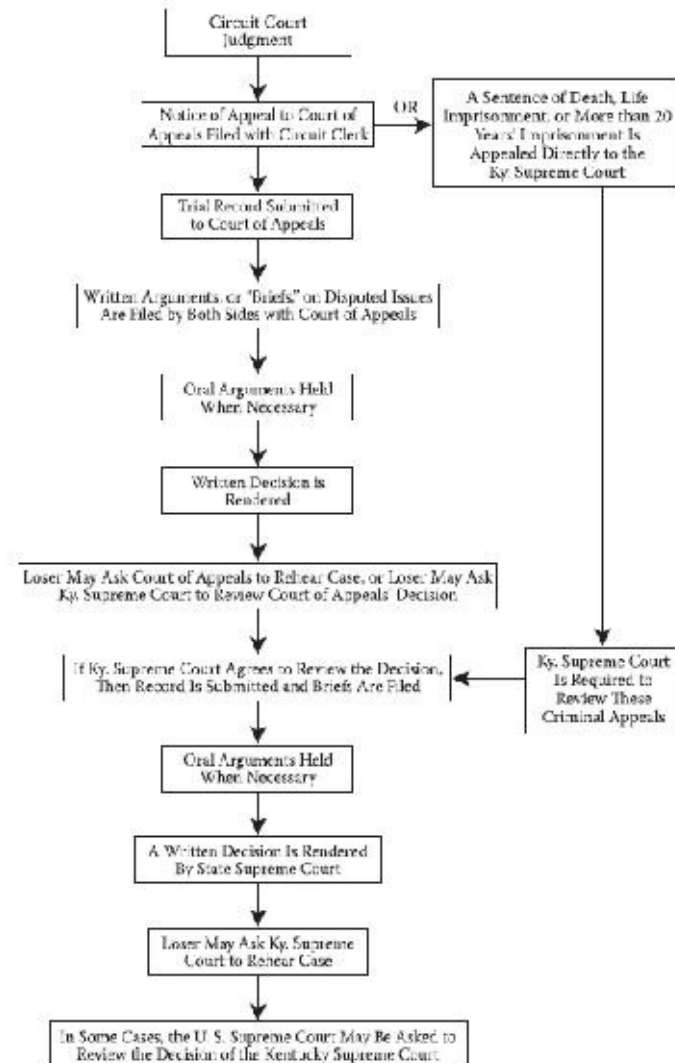 Circuit Court
Judgment
Notice of Appeal to Court of
Appeals Filed with Circuit Clerk
OR
A Sentence of Death, Life
Imprisonment, or More than 20
Years' Imprisonment Is
Appealed Directly to the
Ky. Supreme Court
Trial Record Submitted
to Court of Appeals
Written Arguments, or "Briefs," on Disputed Issues
Are Filed by Both Sides with Court of Appeals
Oral Arguments Held
When Necessary
Written Decision is
Rendered
Loser May Ask Court of Appeals to Rehear Case, or Loser May Ask
Ky. Supreme Court to Review Court of Appeals' Decision
If Ky. Supreme Court Agrees to Review the Decision,
Then Record Is Submitted and Briefs Are Filed
Ky. Supreme Court
Is Required to
Review These
Criminal Appeals
Oral Arguments Held
When Necessary
A Written Decision Is Rendered
By State Supreme Court
Loser May Ask Ky. Supreme
Court to Rehear Case
In Some Cases, the U. S. Supreme Court May Be Asked to
Review the Decision of the Kentucky Supreme Court